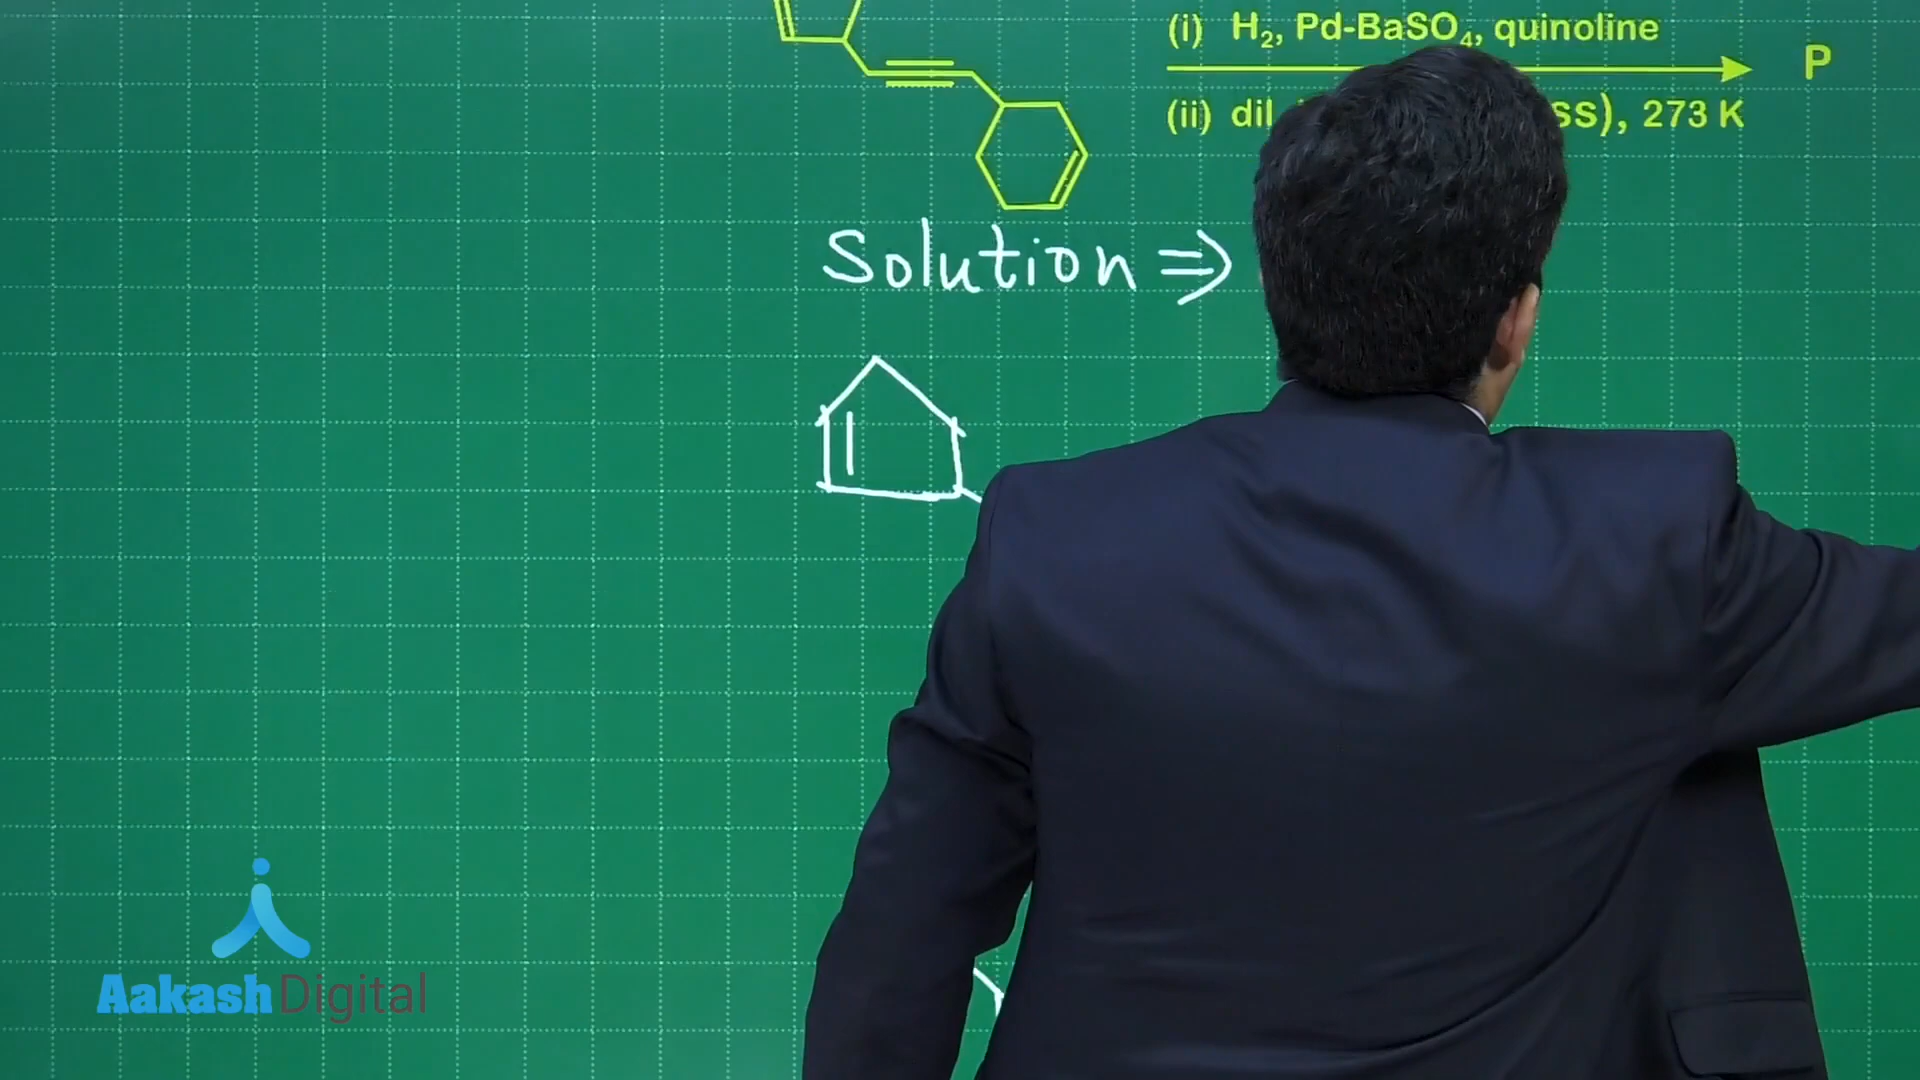 (i) H₂, Pd-BaSO₄, quinoline
P
(ii) dil ss), 273 K
Solution ⇒
Aakash Digital